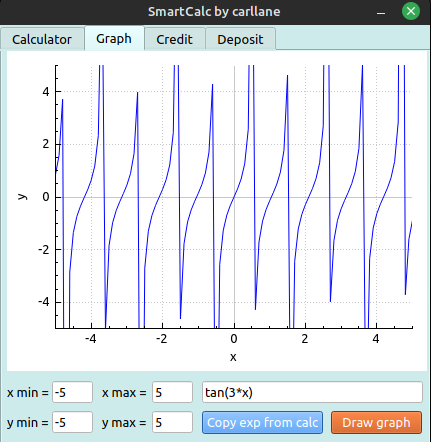 SmartCalc by carllane
Calculator Graph Credit Deposit
4
2
0
-2
-4
y
-4 -2 0 2 4
x
x min = -5 x max = 5 tan(3*x)
y min = -5 y max = 5 Copy exp from calc Draw graph